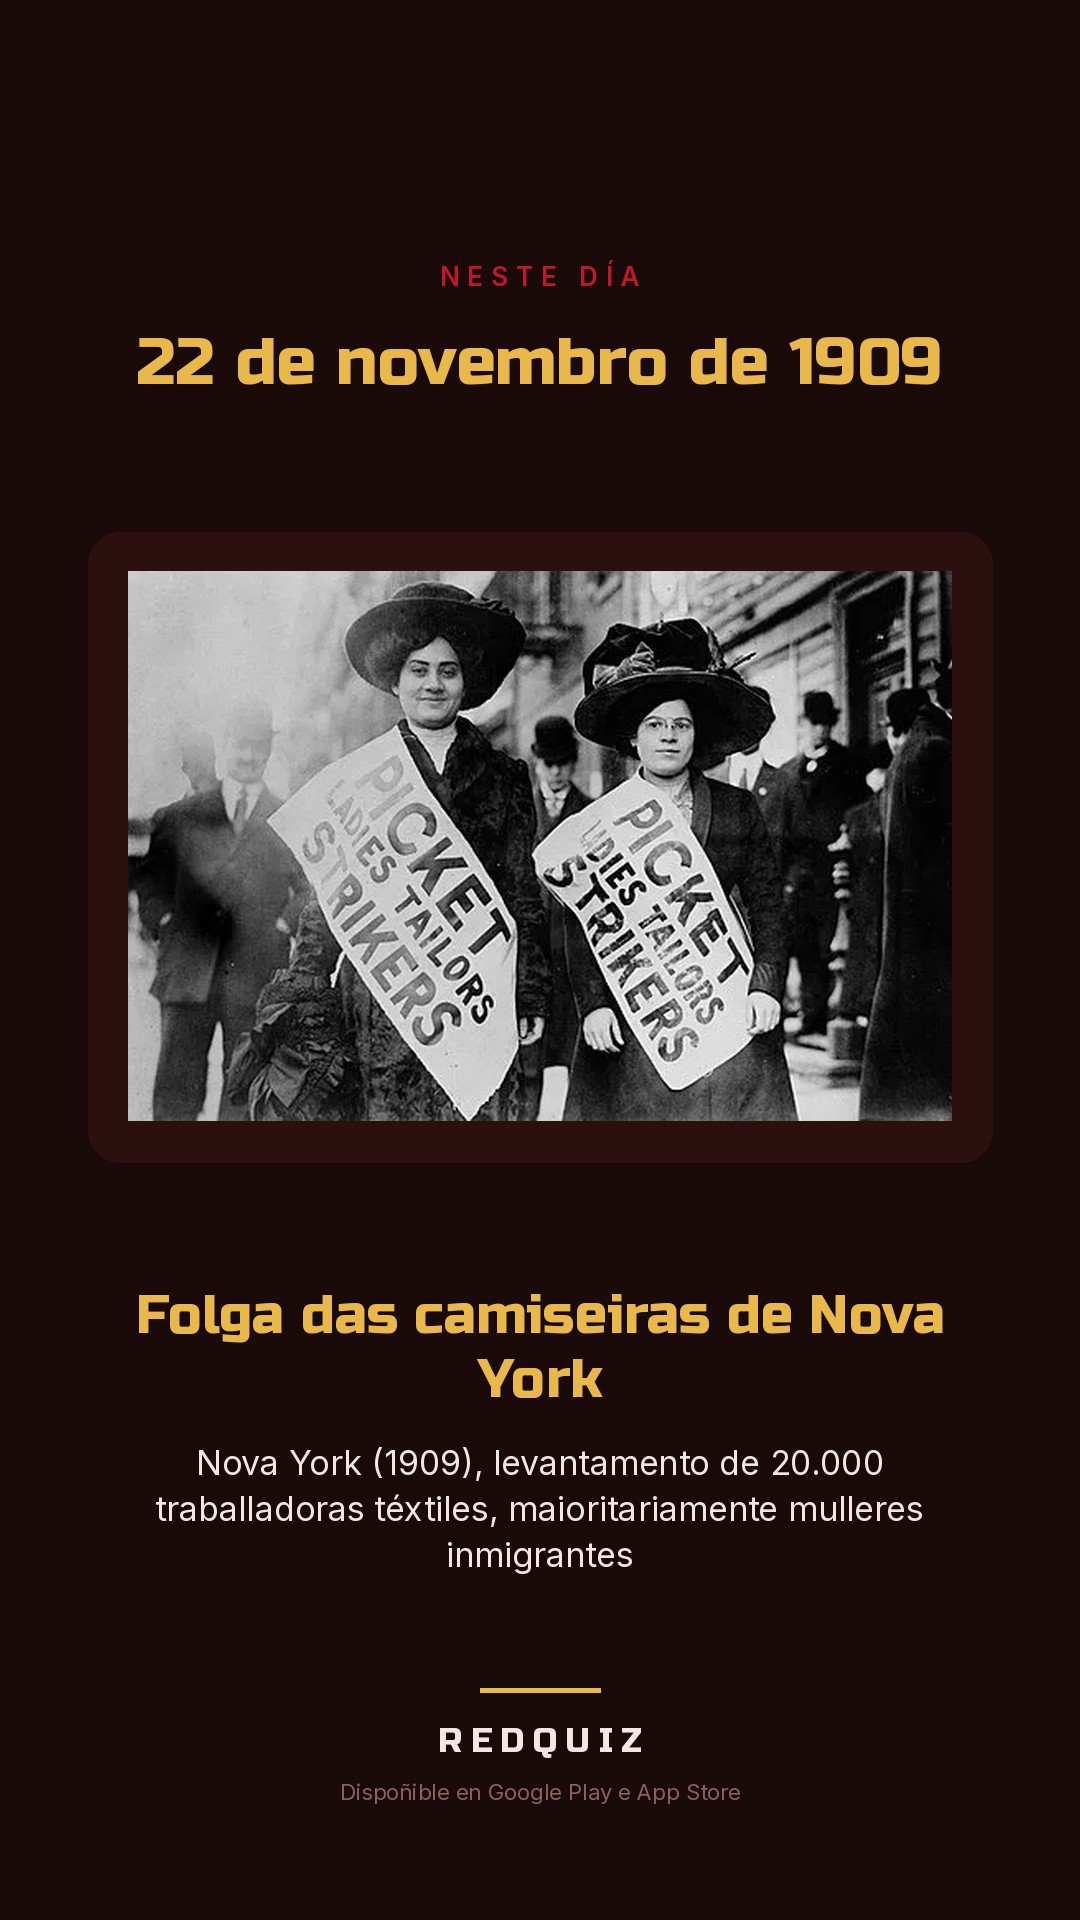 NESTE DÍA
22 de novembro de 1909
PICKET
LADIES TAILORS
STRIKERS
PICKET
LADIES TAILORS
STRIKERS
Folga das camiseiras de Nova
York
Nova York (1909), levantamento de 20.000
traballadoras téxtiles, maioritariamente mulleres
inmigrantes
REDQUIZ
Dispoñible en Google Play e App Store